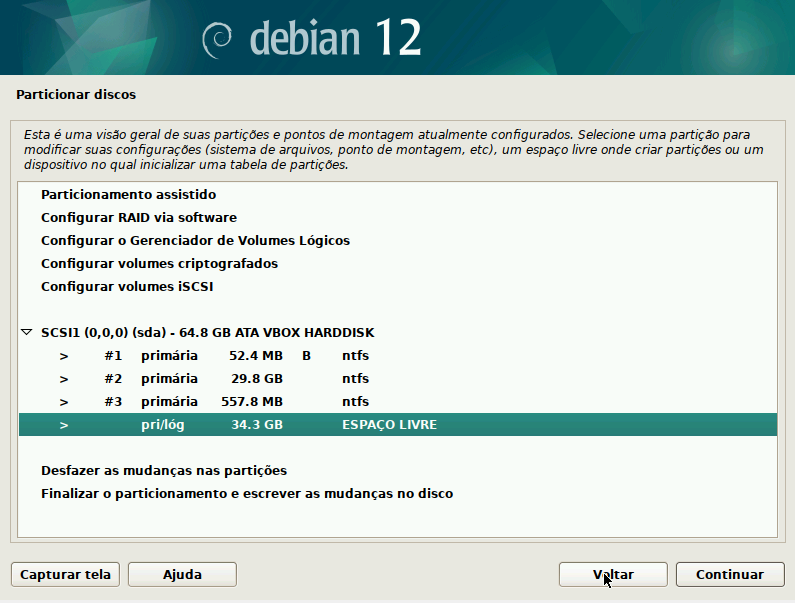 debian 12
Particionar discos
Esta é uma visão geral de suas partições e pontos de montagem atualmente configurados. Selecione uma partição para
modificar suas configurações (sistema de arquivos, ponto de montagem, etc), um espaço livre onde criar partições ou um
dispositivo no qual inicializar uma tabela de partições.
Particionamento assistido
Configurar RAID via software
Configurar o Gerenciador de Volumes Lógicos
Configurar volumes criptografados
Configurar volumes iSCSI
SCSI1 (0,0,0) (sda) - 64.8 GB ATA VBOX HARDDISK
> #1 primária 52.4 MB B ntfs
> #2 primária 29.8 GB ntfs
> #3 primária 557.8 MB ntfs
> pri/lóg 34.3 GB ESPAÇO LIVRE
Desfazer as mudanças nas partições
Finalizar o particionamento e escrever as mudanças no disco
Capturar tela Ajuda Voltar Continuar